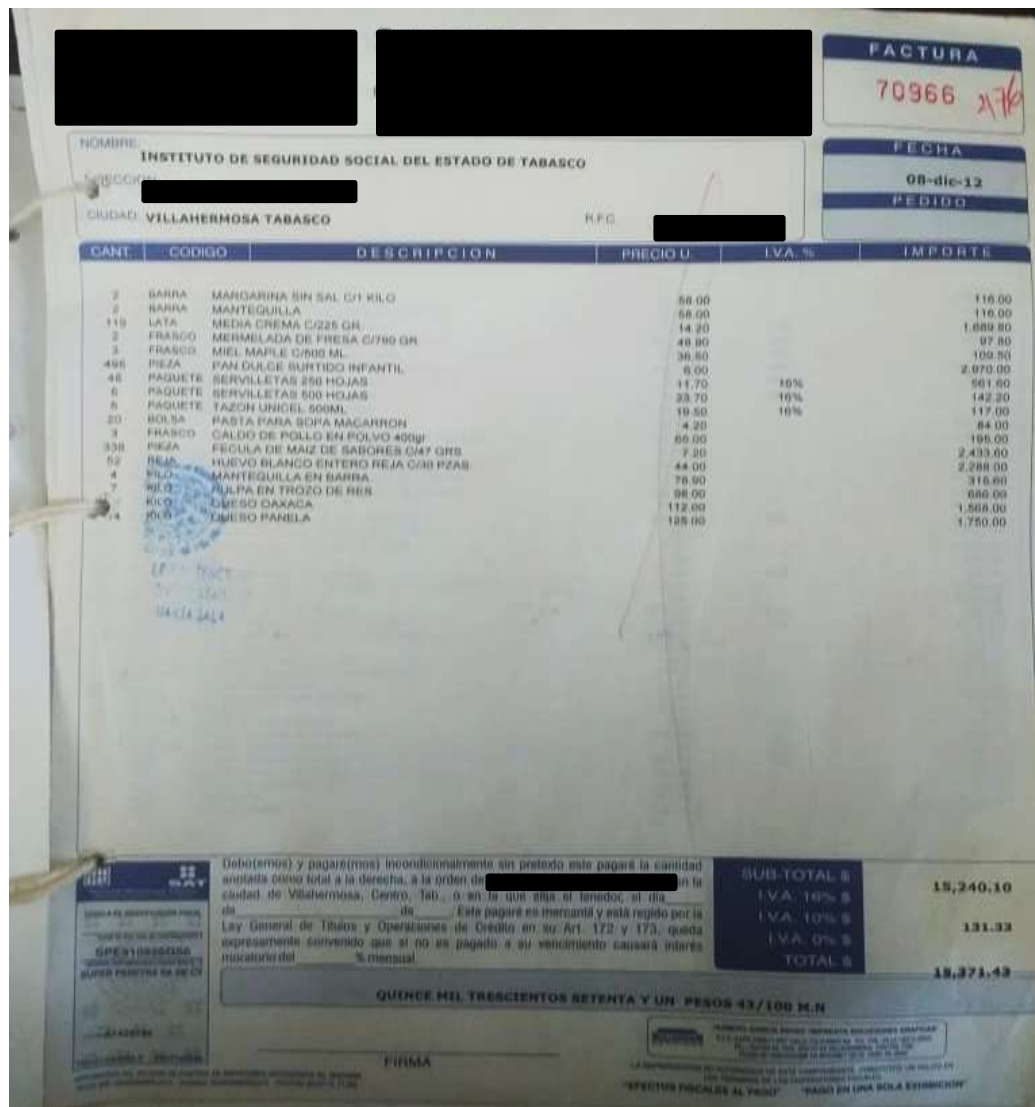 FACTURA
70966
NOMBRE:
INSTITUTO DE SEGURIDAD SOCIAL DEL ESTADO DE TABASCO
FECHA
08-dic-12
PEDIDO
CIUDAD: VILLAHERMOSA TABASCO R.F.C.
CANT. CODIGO DESCRIPCION PRECIO U. I.V.A. % IMPORTE
2 BARRA MARGARINA SIN SAL C/1 KILO 58.00 116.00
2 BARRA MANTEQUILLA 58.00 116.00
119 LATA MEDIA CREMA C/225 GR 14.20 1,689.80
2 FRASCO MERMELADA DE FRESA C/790 GR 48.90 97.80
3 FRASCO MIEL MAPLE C/500 ML 36.50 109.50
495 PIEZA PAN DULCE SURTIDO INFANTIL 6.00 2,970.00
48 PAQUETE SERVILLETAS 250 HOJAS 11.70 16% 561.60
6 PAQUETE SERVILLETAS 500 HOJAS 23.70 16% 142.20
6 PAQUETE TAZON UNICEL 500ML 19.50 16% 117.00
20 BOLSA PASTA PARA SOPA MACARRON 4.20 84.00
3 FRASCO CALDO DE POLLO EN POLVO 400gr 65.00 195.00
338 PIEZA FECULA DE MAIZ DE SABORES C/47 GRS 7.20 2,433.60
52 REJA HUEVO BLANCO ENTERO REJA C/30 PZAS 44.00 2,288.00
4 KILO MANTEQUILLA EN BARRA 78.90 315.60
7 KILO PULPA EN TROZO DE RES 98.00 686.00
KILO QUESO OAXACA 112.00 1,568.00
14 KILO QUESO PANELA 125.00 1,750.00
SAT
Debo(emos) y pagaré(mos) incondicionalmente sin pretexto este pagaré la cantidad
anotada como total a la derecha, a la orden de en la
ciudad de Villahermosa, Centro, Tab., o en la que elija el tenedor, el día
de de Este pagaré es mercantil y está regido por la
Ley General de Títulos y Operaciones de Crédito en su Art. 172 y 173, queda
expresamente convenido que si no es pagado a su vencimiento causará interés
moratorio del % mensual.
SUB-TOTAL $ 15,240.10
I.V.A. 16% $
I.V.A. 10% $ 131.33
I.V.A. 0% $
TOTAL $ 15,371.43
QUINCE MIL TRESCIENTOS SETENTA Y UN PESOS 43/100 M.N
FIRMA
"EFECTOS FISCALES AL PAGO" "PAGO EN UNA SOLA EXHIBICION"